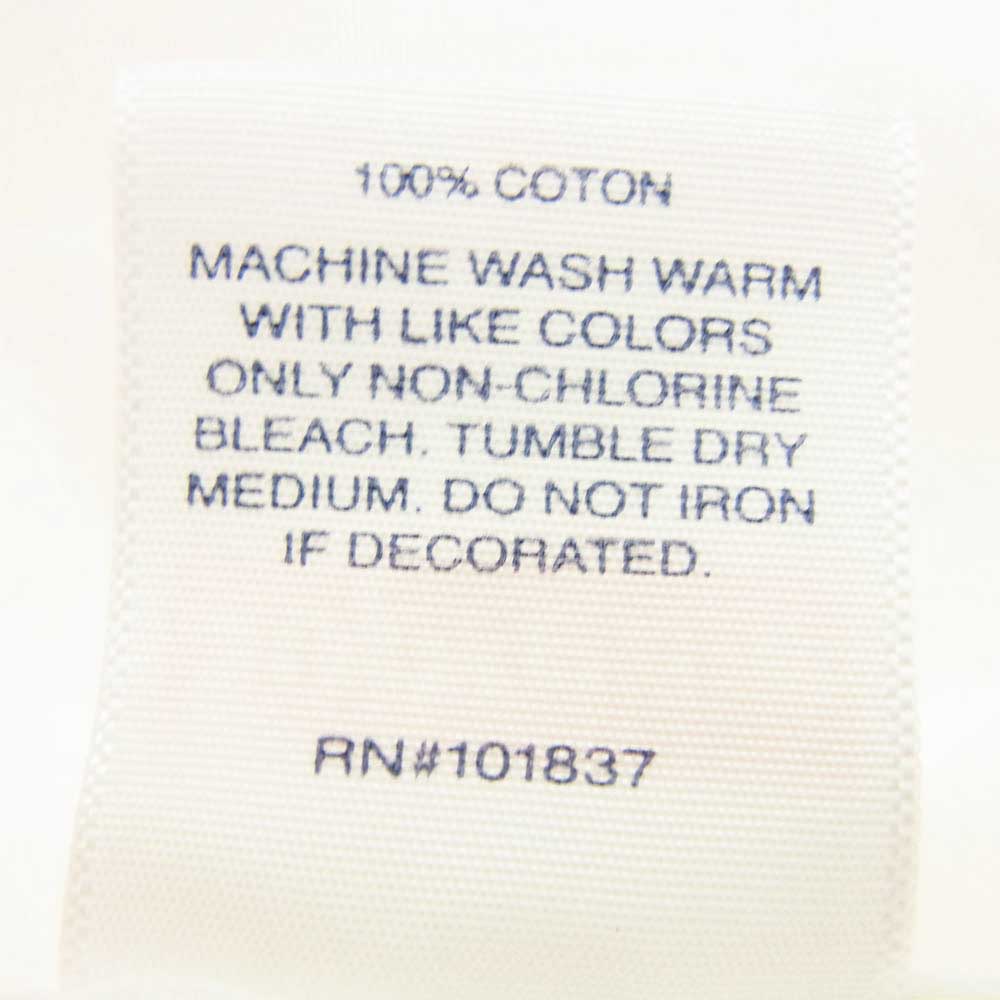 100% COTON
MACHINE WASH WARM
WITH LIKE COLORS
ONLY NON-CHLORINE
BLEACH. TUMBLE DRY
MEDIUM. DO NOT IRON
IF DECORATED.
RN#101837